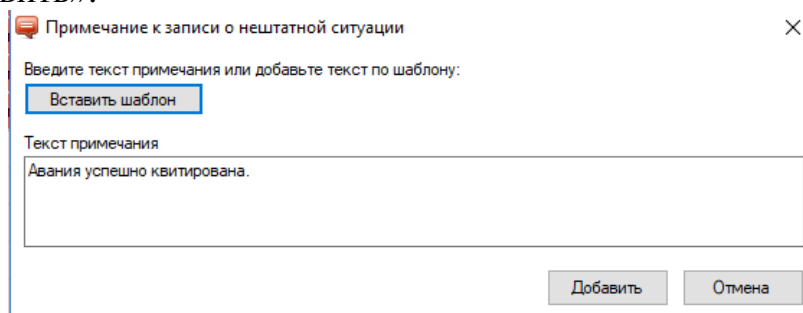 вить».
Примечание к записи о нештатной ситуации
Введите текст примечания или добавьте текст по шаблону:
Вставить шаблон
Текст примечания
Авания успешно квитирована.
Добавить Отмена